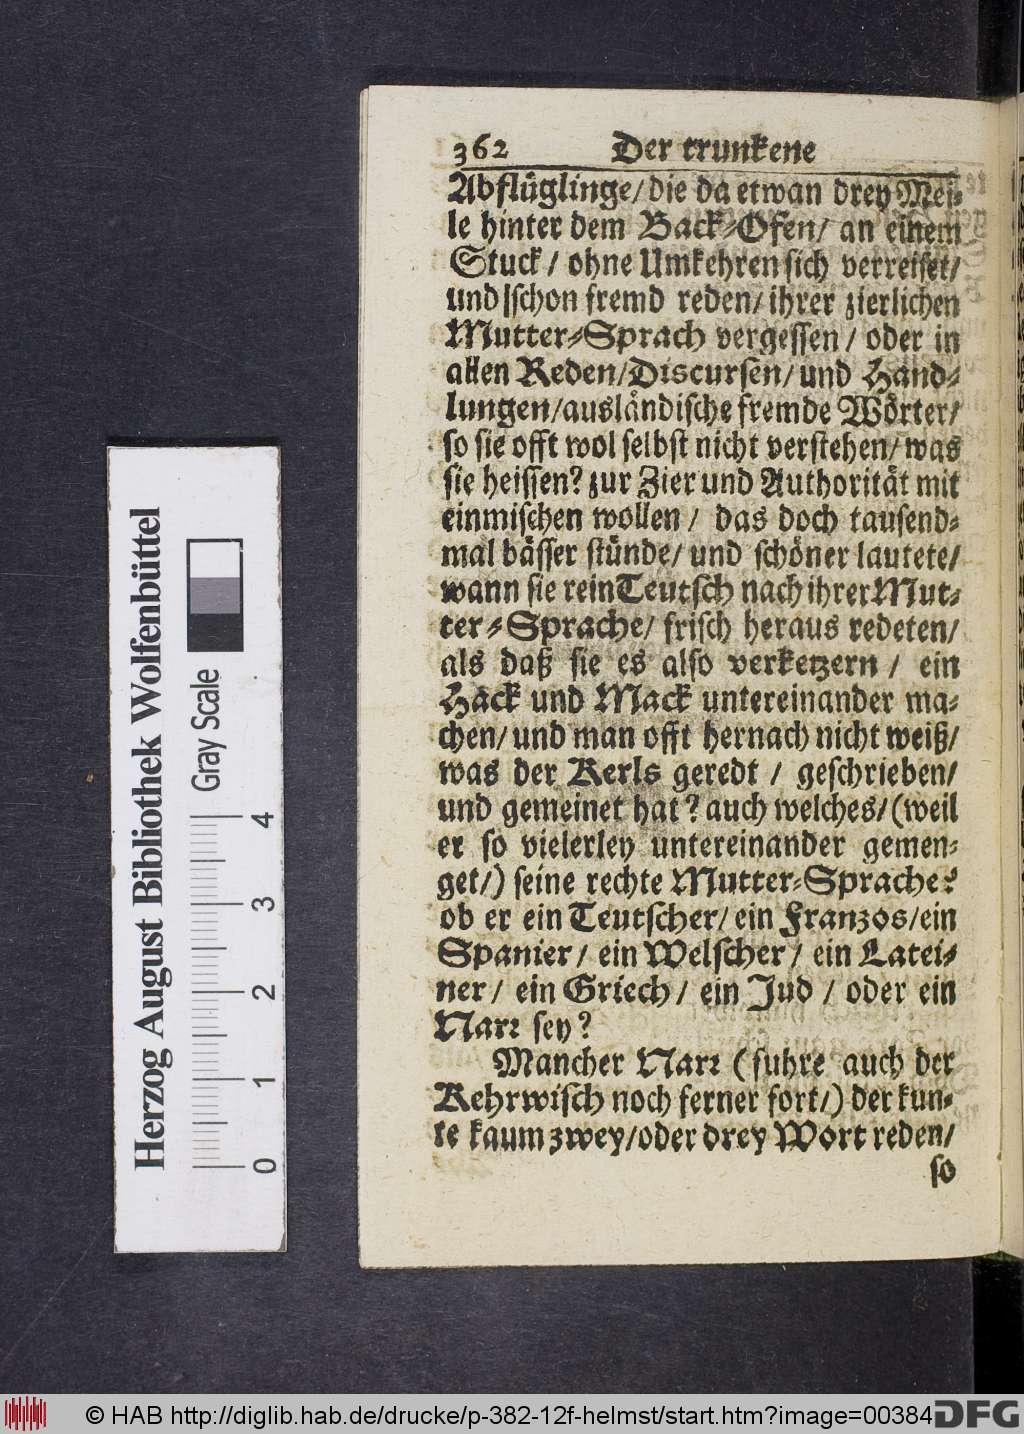 362 Der trunkene
Abflüglinge/ die da etwan drey Mei-
le hinter dem Back-Ofen/ an einem
Stuck / ohne Umkehren sich verreiset/
und schon fremd reden/ ihrer zierlichen
Mutter-Sprach vergessen / oder in
allen Reden/Discursen/ und Hand-
lungen/ausländische fremde Wörter/
so sie offt wol selbst nicht verstehen/ was
sie heissen? zur Zier und Authorität mit
einmischen wollen / das doch tausend-
mal bässer stünde/ und schöner lautete/
wann sie rein Teutsch nach ihrer Mut-
ter-Sprache/ frisch heraus redeten/
als daß sie es also verketzern / ein
Hack und Mack untereinander ma-
chen/ und man offt hernach nicht weiß/
was der Kerls geredt / geschrieben/
und gemeinet hat? auch welches/ (weil
er so vielerley untereinander gemen-
get/) seine rechte Mutter-Sprache?
ob er ein Teutscher/ ein Franzos/ein
Spanier / ein Welscher / ein Latei-
ner / ein Griech / ein Jud / oder ein
Narr sey?
Mancher Narr (fuhre auch der
Kehrwisch noch ferner fort/) der kun-
te kaum zwey/oder drey Wort reden/
so
Herzog August Bibliothek Wolfenbüttel
Gray Scale
0 1 2 3 4
© HAB http://diglib.hab.de/drucke/p-382-12f-helmst/start.htm?image=00384
DFG